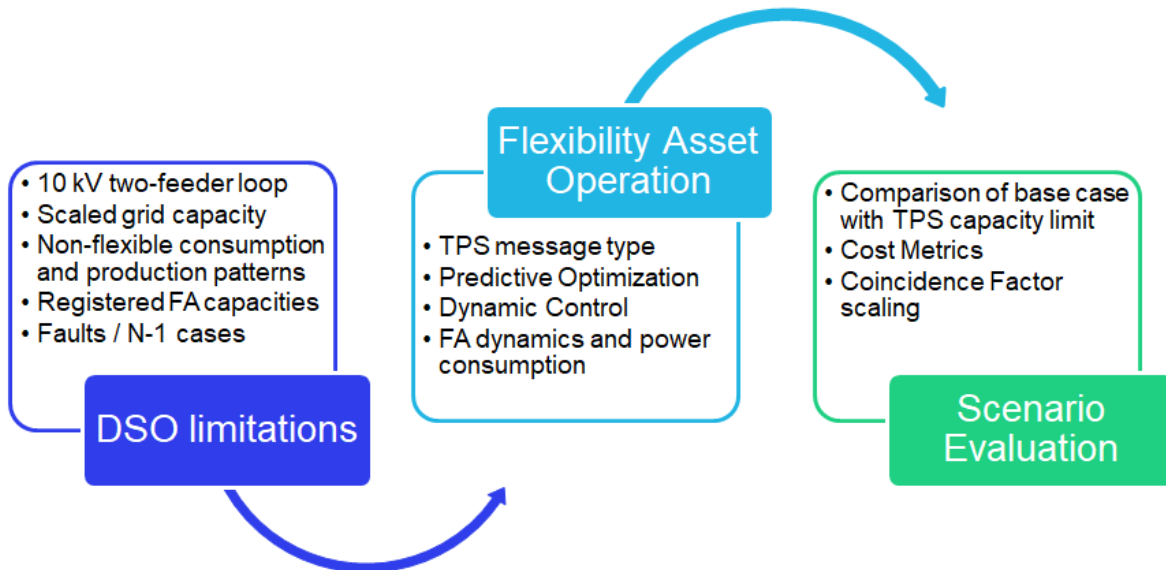 • 10 kV two-feeder loop
• Scaled grid capacity
• Non-flexible consumption
and production patterns
• Registered FA capacities
• Faults / N-1 cases
DSO limitations
Flexibility Asset
Operation
• TPS message type
• Predictive Optimization
• Dynamic Control
• FA dynamics and power
consumption
• Comparison of base case
with TPS capacity limit
• Cost Metrics
• Coincidence Factor
scaling
Scenario
Evaluation